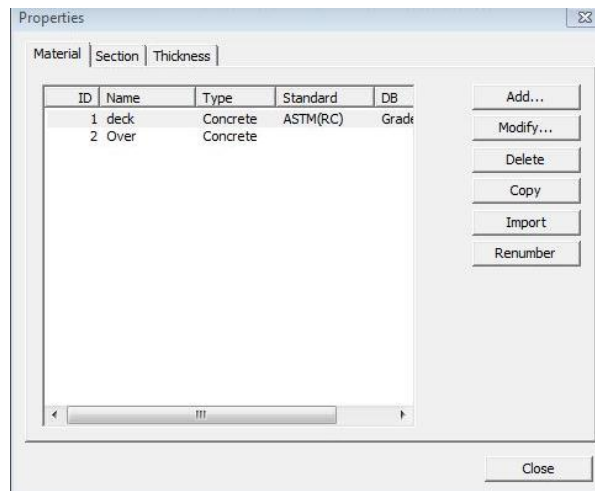 Properties
Material Section Thickness
ID Name Type Standard DB
1 deck Concrete ASTM(RC) Grade
2 Over Concrete
Add...
Modify...
Delete
Copy
Import
Renumber
Close